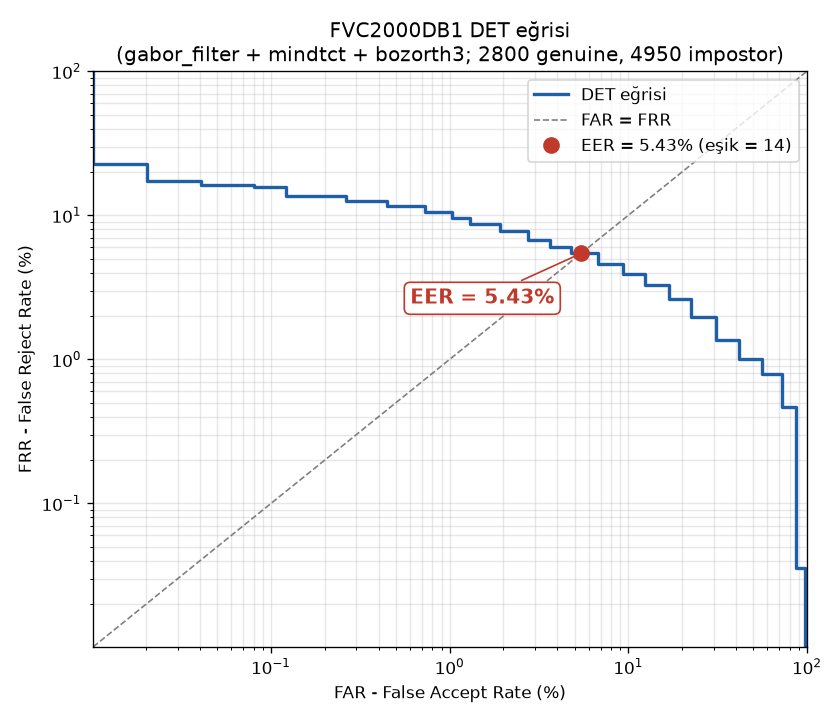 FVC2000DB1 DET eğrisi
(gabor_filter + mindtct + bozorth3; 2800 genuine, 4950 impostor)
DET eğrisi
FAR = FRR
EER = 5.43% (eşik = 14)
EER = 5.43%
10²
10¹
10⁰
10⁻¹
FRR - False Reject Rate (%)
10⁻¹ 10⁰ 10¹ 10²
FAR - False Accept Rate (%)